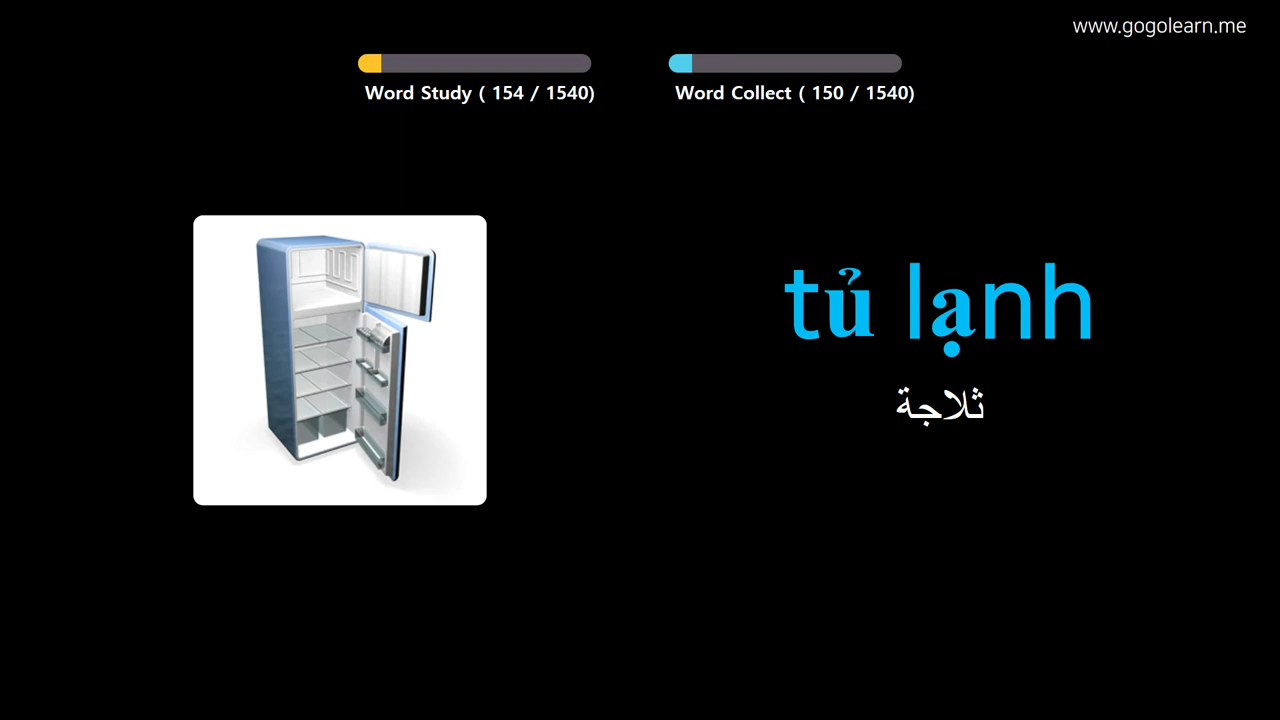 www.gogolearn.me
Word Study ( 154 / 1540)
Word Collect ( 150 / 1540)
tủ lạnh
ثلاجة